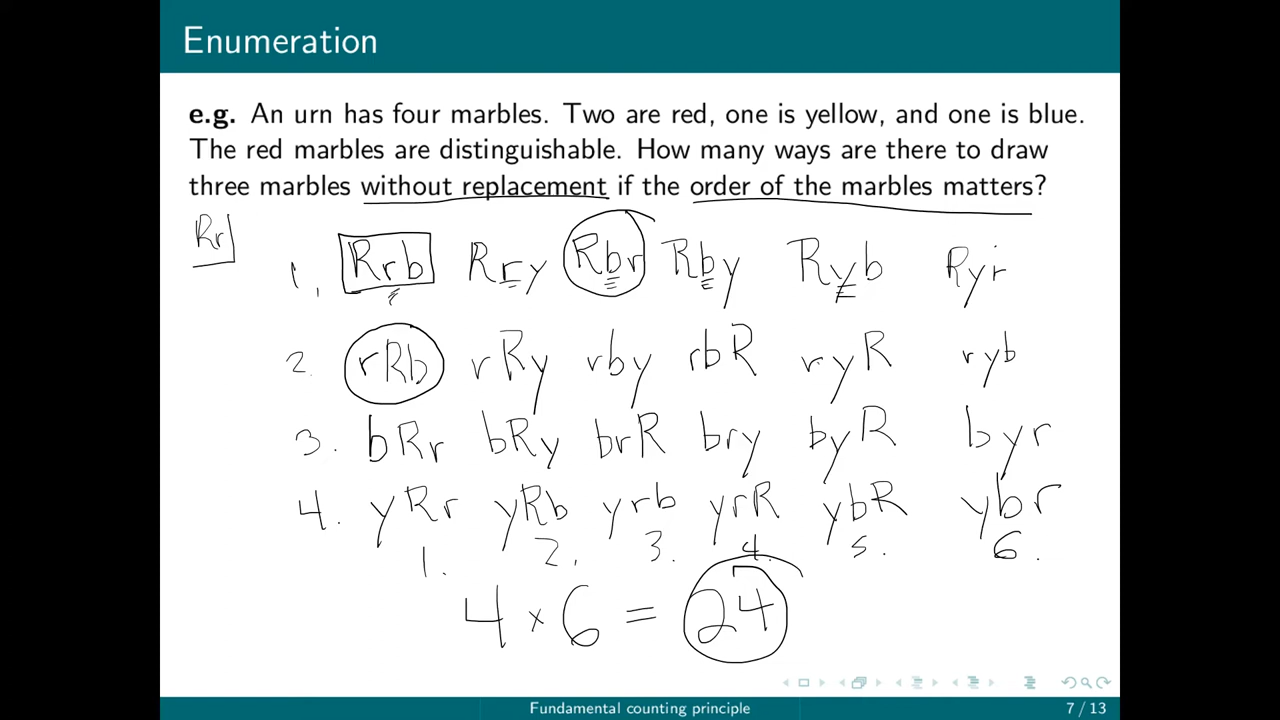 Enumeration
e.g. An urn has four marbles. Two are red, one is yellow, and one is blue.
The red marbles are distinguishable. How many ways are there to draw
three marbles without replacement if the order of the marbles matters?
Rr
1. Rrb Rry Rbr Rby Ryb Ryr
2. rRb rRy rby rbR ryR ryb
3. bRr bRy brR bry byR byr
4. yRr yRb yrb yrR ybR ybr
1. 2. 3. 4. 5. 6.
4 × 6 = 24
Fundamental counting principle 7 / 13